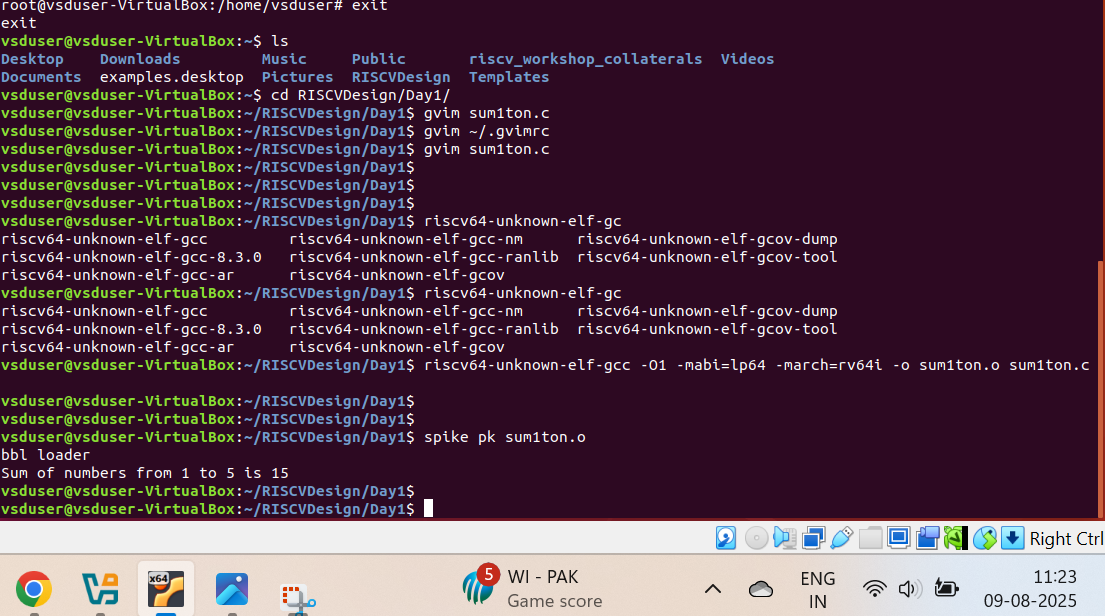 root@vsduser-VirtualBox:/home/vsduser# exit
exit
vsduser@vsduser-VirtualBox:~$ ls
Desktop    Downloads         Music     Public       riscv_workshop_collaterals  Videos
Documents  examples.desktop  Pictures  RISCVDesign  Templates
vsduser@vsduser-VirtualBox:~$ cd RISCVDesign/Day1/
vsduser@vsduser-VirtualBox:~/RISCVDesign/Day1$ gvim sum1ton.c
vsduser@vsduser-VirtualBox:~/RISCVDesign/Day1$ gvim ~/.gvimrc
vsduser@vsduser-VirtualBox:~/RISCVDesign/Day1$ gvim sum1ton.c
vsduser@vsduser-VirtualBox:~/RISCVDesign/Day1$
vsduser@vsduser-VirtualBox:~/RISCVDesign/Day1$
vsduser@vsduser-VirtualBox:~/RISCVDesign/Day1$
vsduser@vsduser-VirtualBox:~/RISCVDesign/Day1$ riscv64-unknown-elf-gc
riscv64-unknown-elf-gcc         riscv64-unknown-elf-gcc-nm      riscv64-unknown-elf-gcov-dump
riscv64-unknown-elf-gcc-8.3.0   riscv64-unknown-elf-gcc-ranlib  riscv64-unknown-elf-gcov-tool
riscv64-unknown-elf-gcc-ar      riscv64-unknown-elf-gcov
vsduser@vsduser-VirtualBox:~/RISCVDesign/Day1$ riscv64-unknown-elf-gc
riscv64-unknown-elf-gcc         riscv64-unknown-elf-gcc-nm      riscv64-unknown-elf-gcov-dump
riscv64-unknown-elf-gcc-8.3.0   riscv64-unknown-elf-gcc-ranlib  riscv64-unknown-elf-gcov-tool
riscv64-unknown-elf-gcc-ar      riscv64-unknown-elf-gcov
vsduser@vsduser-VirtualBox:~/RISCVDesign/Day1$ riscv64-unknown-elf-gcc -O1 -mabi=lp64 -march=rv64i -o sum1ton.o sum1ton.c
vsduser@vsduser-VirtualBox:~/RISCVDesign/Day1$
vsduser@vsduser-VirtualBox:~/RISCVDesign/Day1$
vsduser@vsduser-VirtualBox:~/RISCVDesign/Day1$ spike pk sum1ton.o
bbl loader
Sum of numbers from 1 to 5 is 15
vsduser@vsduser-VirtualBox:~/RISCVDesign/Day1$
vsduser@vsduser-VirtualBox:~/RISCVDesign/Day1$
Right Ctrl
x64
5
WI - PAK
Game score
ENG
IN
11:23
09-08-2025